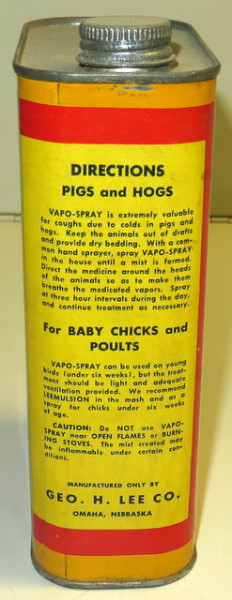 DIRECTIONS
PIGS and HOGS
VAPO-SPRAY is extremely valuable
for coughs due to colds in pigs and
hogs. Keep the animals out of drafts
and provide dry bedding. With a com-
mon hand sprayer, spray VAPO-SPRAY
in the house until a mist is formed.
Direct the medicine around the heads
of the animals so as to make them
breathe the medicated vapors. Spray
at three hour intervals during the day,
and continue treatment as necessary.
For BABY CHICKS and
POULTS
VAPO-SPRAY can be used on young
birds (under six weeks), but the treat-
ment should be light and adequate
ventilation provided. We recommend
LEEMULSION in the mash and as a
spray for chicks under six weeks
of age.
CAUTION: Do NOT use VAPO-
SPRAY near OPEN FLAMES or BURN-
ING STOVES. The mist created may
be inflammable under certain con-
ditions.
MANUFACTURED ONLY BY
GEO. H. LEE CO.
OMAHA, NEBRASKA